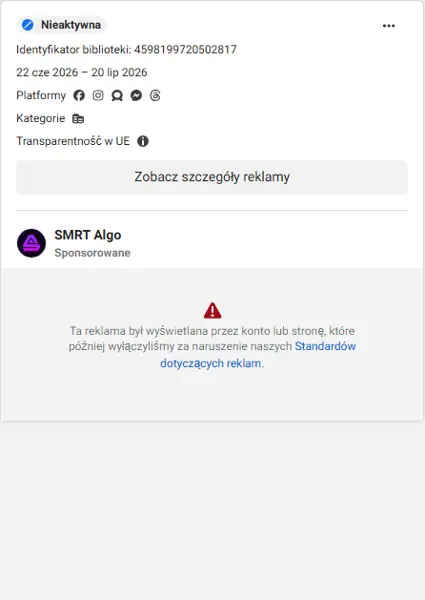 Nieaktywna
Identyfikator biblioteki: 4598199720502817
22 cze 2026 – 20 lip 2026
Platformy
Kategorie
Transparentność w UE
Zobacz szczegóły reklamy
SMRT Algo
Sponsorowane
Ta reklama był wyświetlana przez konto lub stronę, które
później wyłączyliśmy za naruszenie naszych Standardów
dotyczących reklam.